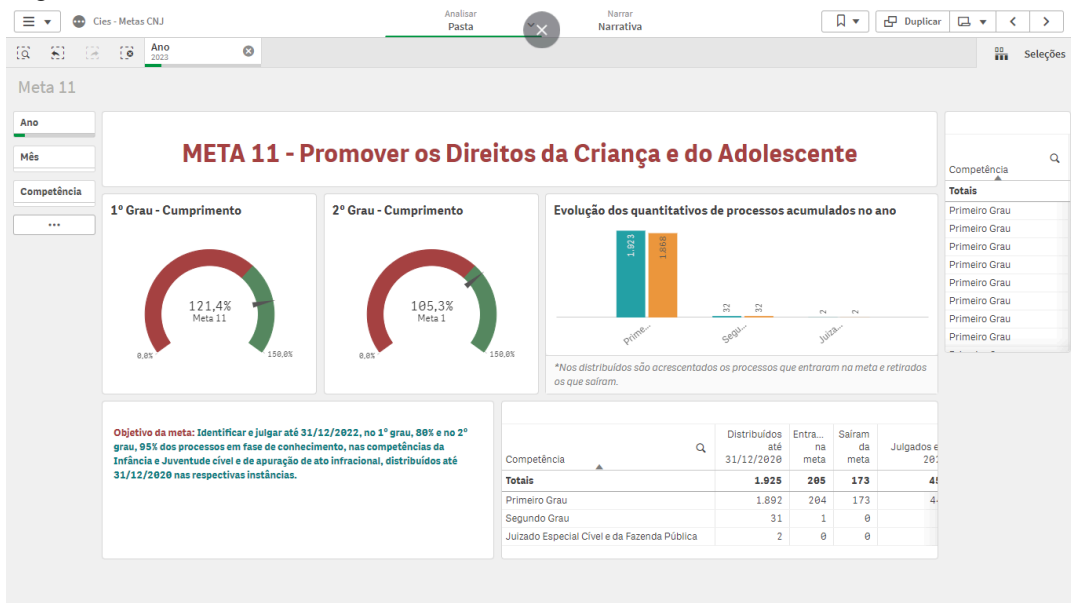 Cies - Metas CNJ
Analisar
Pasta
Narrar
Narrativa
Duplicar
Ano
2023
Seleções
Meta 11
Ano
Mês
Competência
...
META 11 - Promover os Direitos da Criança e do Adolescente
1º Grau - Cumprimento
121,4%
Meta 11
0,0%
150,0%
2º Grau - Cumprimento
105,3%
Meta 1
0,0%
150,0%
Evolução dos quantitativos de processos acumulados no ano
1.923
1.868
32
32
2
2
Prime...
Segu...
Juiza...
*Nos distribuídos são acrescentados os processos que entraram na meta e retirados
os que saíram.
Competência
Totais
Primeiro Grau
Primeiro Grau
Primeiro Grau
Primeiro Grau
Primeiro Grau
Primeiro Grau
Primeiro Grau
Primeiro Grau
Objetivo da meta: Identificar e julgar até 31/12/2022, no 1º grau, 80% e no 2º
grau, 95% dos processos em fase de conhecimento, nas competências da
Infância e Juventude cível e de apuração de ato infracional, distribuídos até
31/12/2020 nas respectivas instâncias.
Competência
Distribuídos até 31/12/2020
Entra... na meta
Saíram da meta
Julgados e
Totais 1.925 205 173
Primeiro Grau 1.892 204 173
Segundo Grau 31 1 0
Juizado Especial Cível e da Fazenda Pública 2 0 0